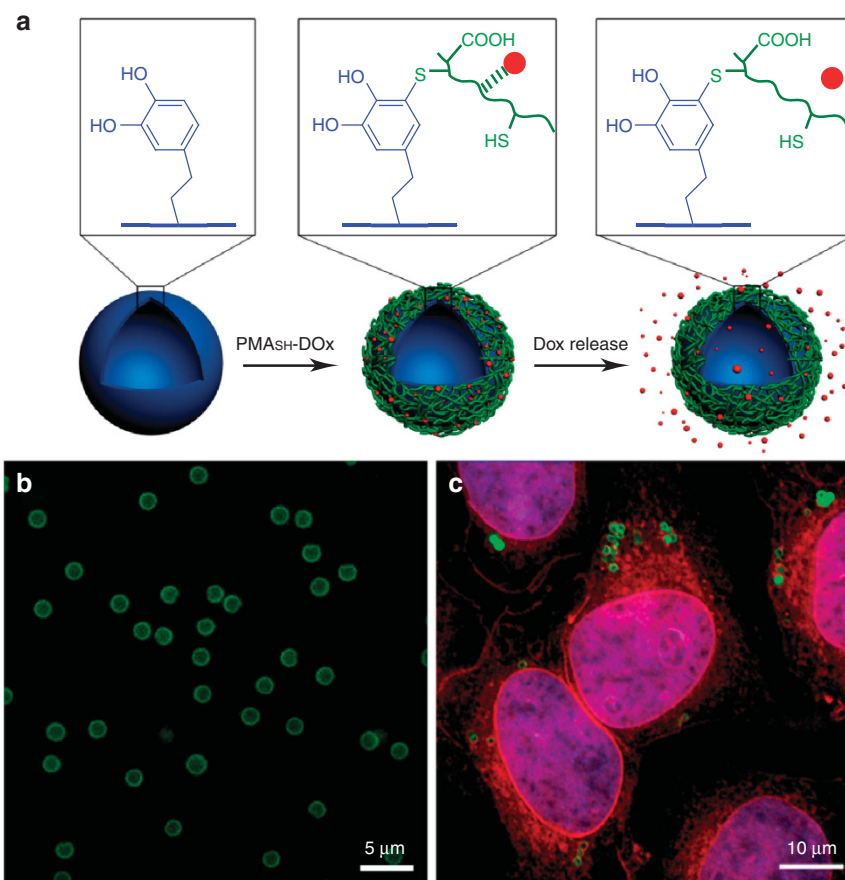 a
HO
HO
HO
HO
S
COOH
HS
HO
HO
S
COOH
HS
PMASH-DOx
Dox release
b
5 μm
c
10 μm